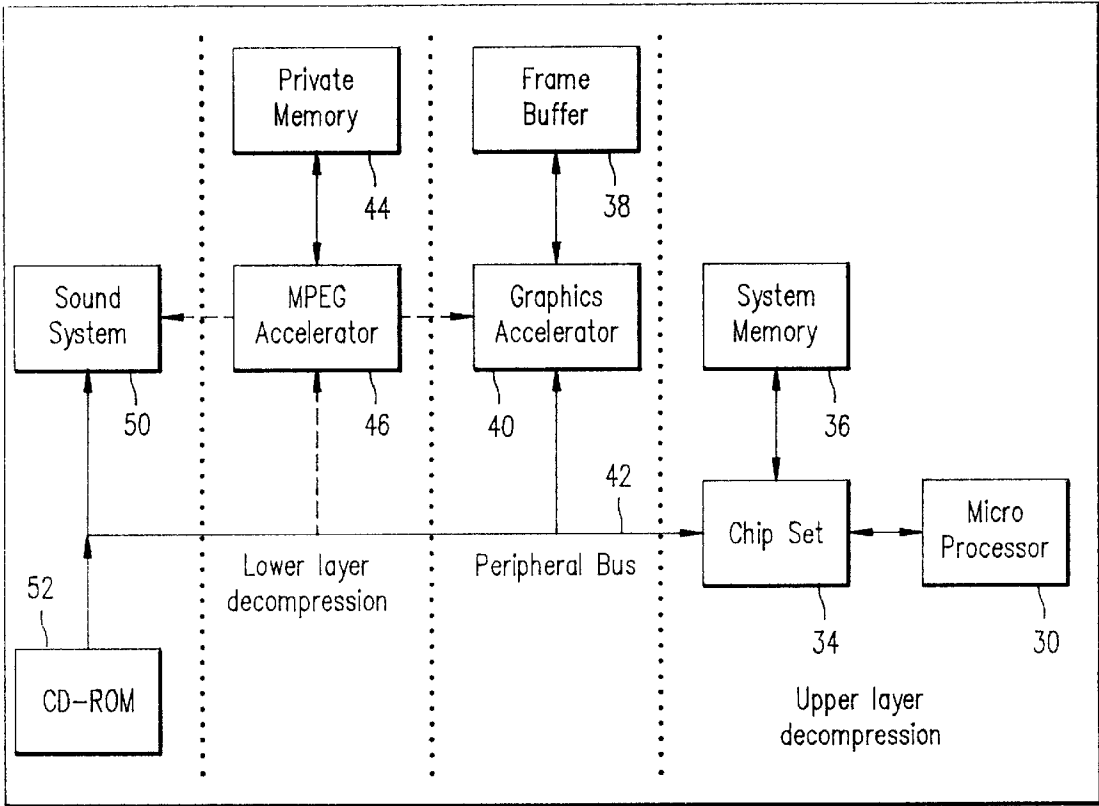 Private
Memory
44
Frame
Buffer
38
Sound
System
50
MPEG
Accelerator
46
Graphics
Accelerator
40
System
Memory
36
42
Chip Set
34
Micro
Processor
30
Lower layer
decompression
Peripheral Bus
52
CD-ROM
Upper layer
decompression